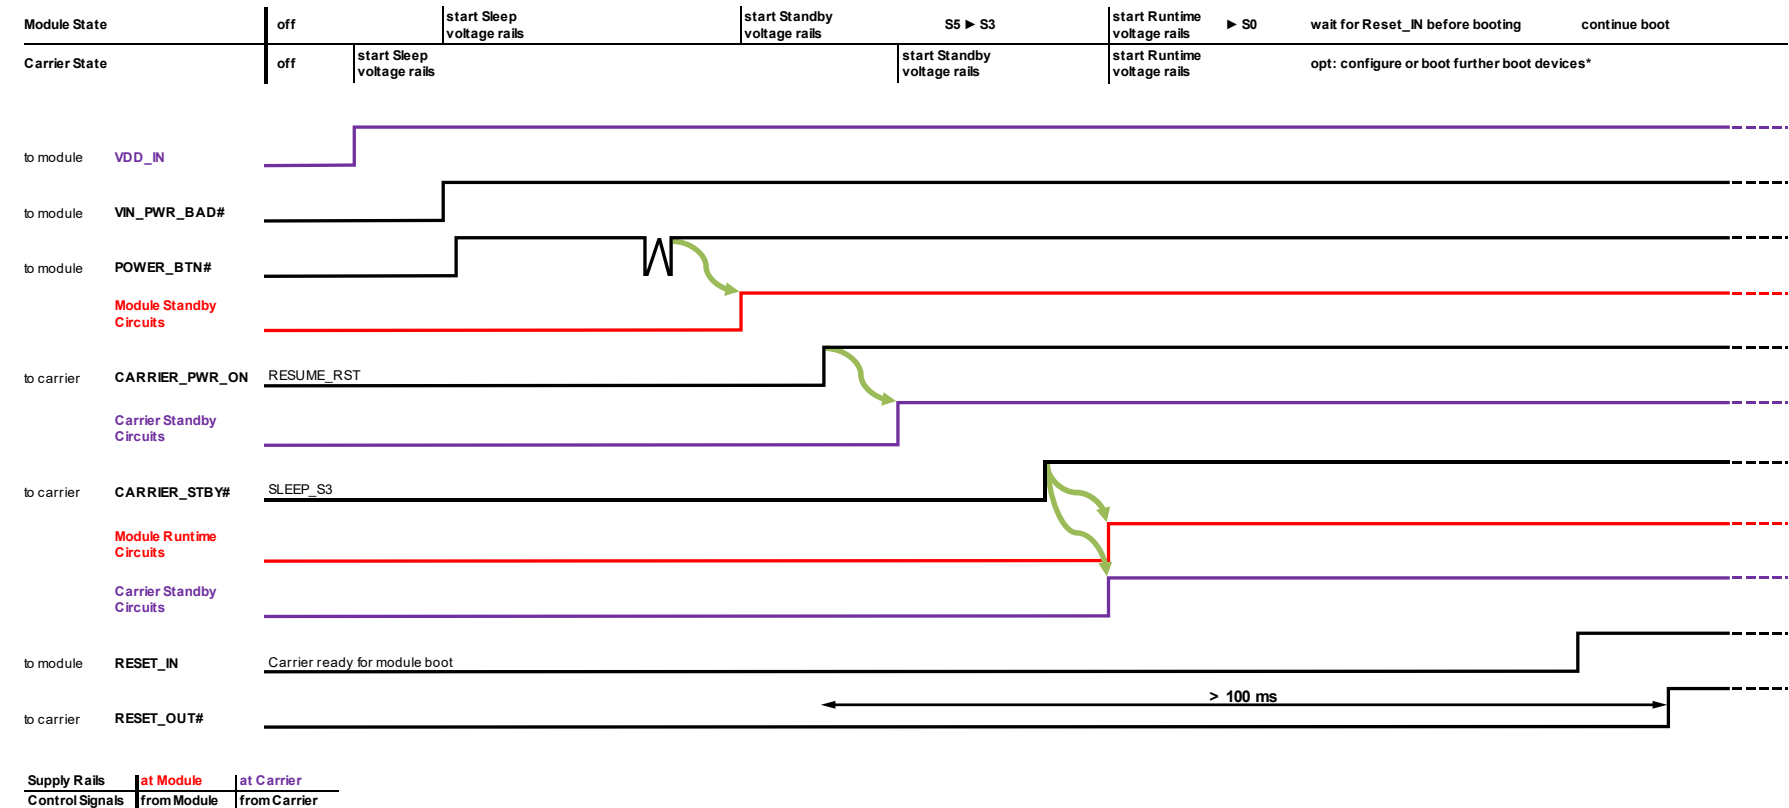 Module State off start Sleep start Standby S5 ► S3 start Runtime ► S0 wait for Reset_IN before booting continue boot
voltage rails voltage rails voltage rails
Carrier State off start Sleep start Standby start Runtime opt: configure or boot further boot devices*
voltage rails voltage rails voltage rails
to module VDD_IN
to module VIN_PWR_BAD#
to module POWER_BTN#
Module Standby
Circuits
to carrier CARRIER_PWR_ON RESUME_RST
Carrier Standby
Circuits
to carrier CARRIER_STBY# SLEEP_S3
Module Runtime
Circuits
Carrier Standby
Circuits
to module RESET_IN Carrier ready for module boot
> 100 ms
to carrier RESET_OUT#
Supply Rails at Module at Carrier
Control Signals from Module from Carrier